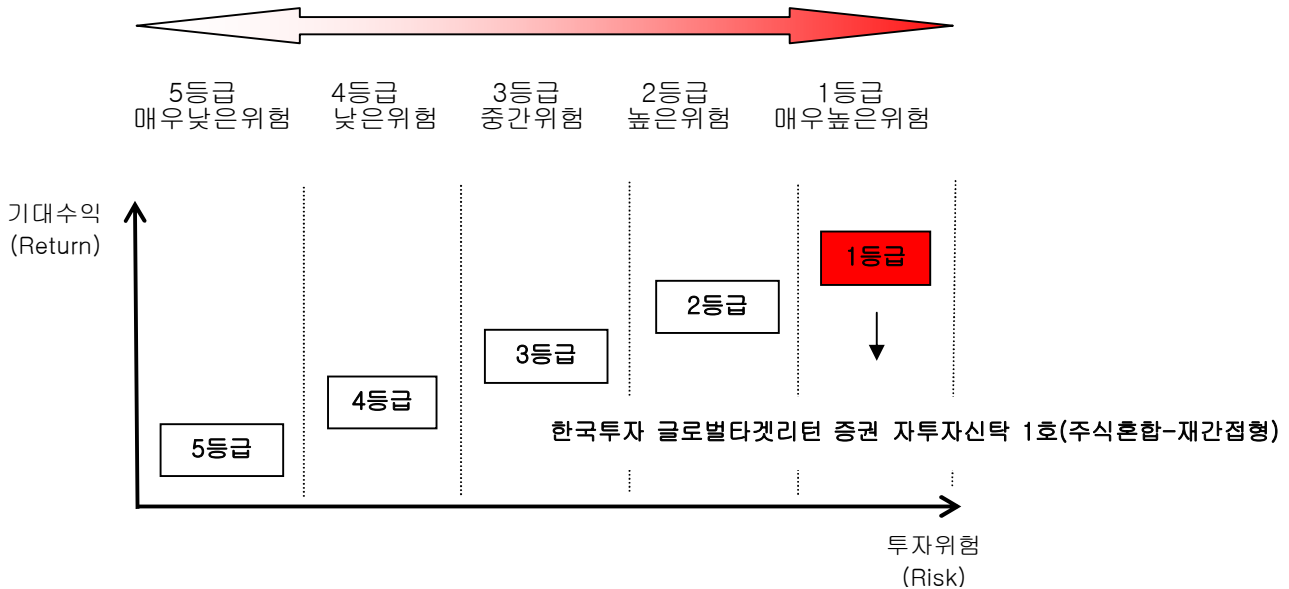 5등급 4등급 3등급 2등급 1등급
매우낮은위험 낮은위험 중간위험 높은위험 매우높은위험
기대수익
(Return)
1등급
2등급
3등급
4등급
한국투자 글로벌타겟리턴 증권 자투자신탁 1호(주식혼합-재간접형)
5등급
투자위험
(Risk)